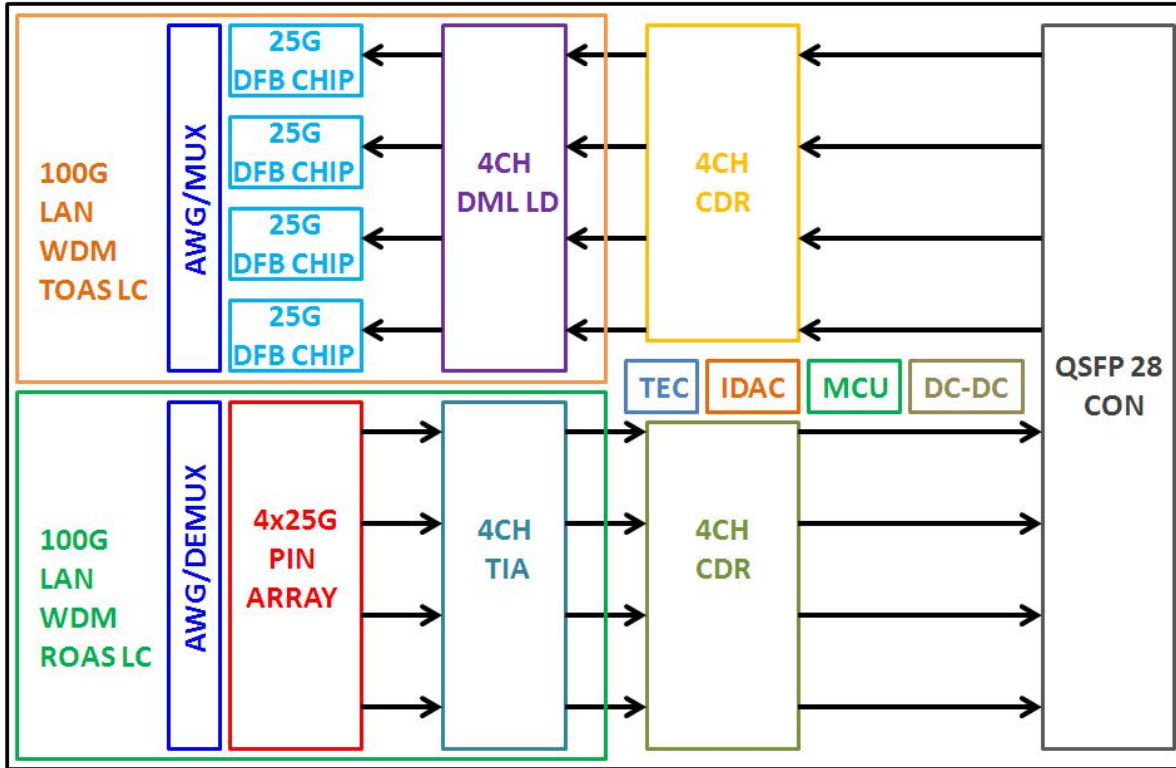 100G
LAN
WDM
TOAS LC
AWG/MUX
25G
DFB CHIP
25G
DFB CHIP
25G
DFB CHIP
25G
DFB CHIP
4CH
DML LD
4CH
CDR
QSFP 28
CON
TEC
IDAC
MCU
DC-DC
100G
LAN
WDM
ROAS LC
AWG/DEMUX
4x25G
PIN
ARRAY
4CH
TIA
4CH
CDR